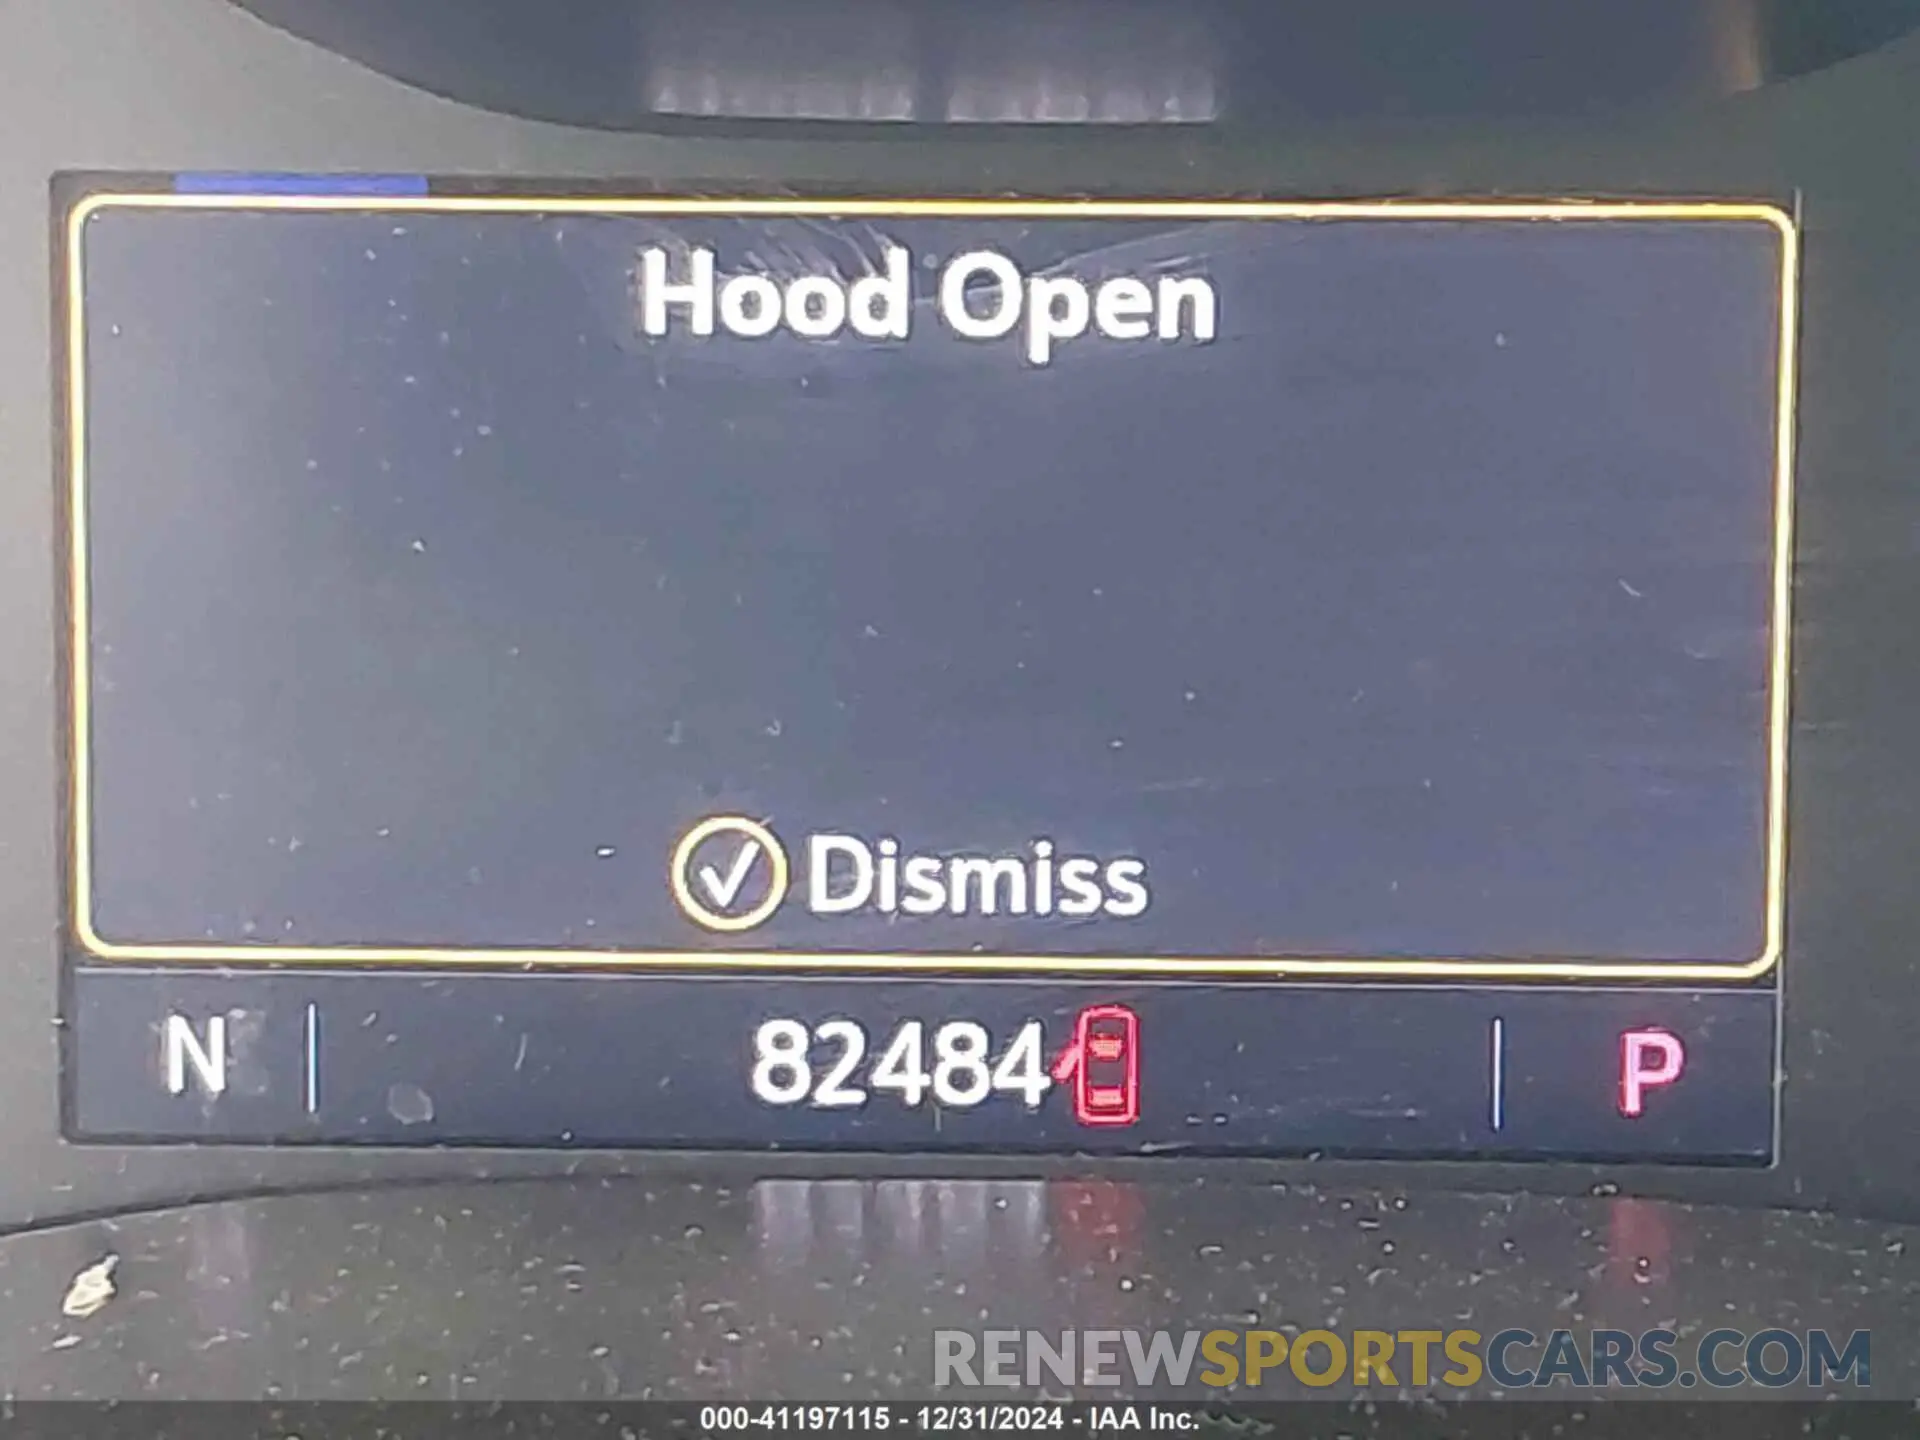 Hood Open
Dismiss
N 82484 P
RENEWSPORTSCARS.COM
000-41197115 - 12/31/2024 - IAA Inc.